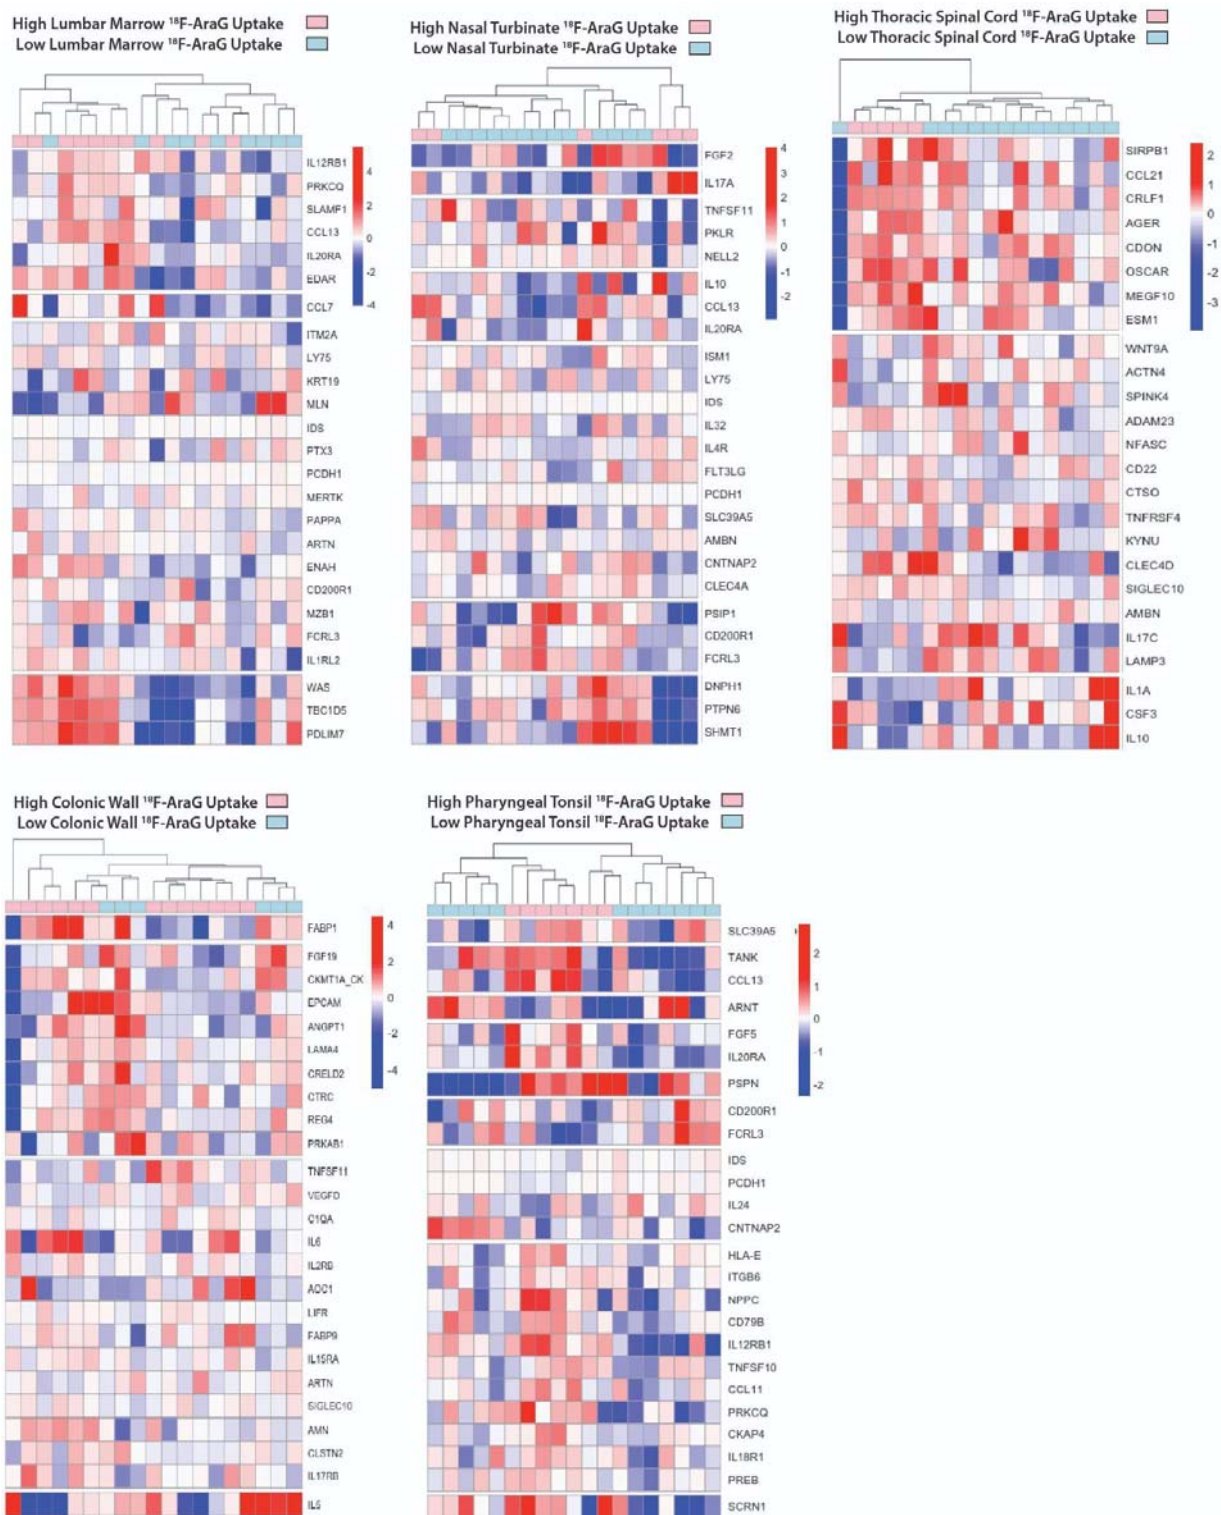 High Lumbar Marrow ¹⁸F-AraG Uptake
Low Lumbar Marrow ¹⁸F-AraG Uptake
IL12RB1
PRKCQ
SLAMF1
CCL13
IL20RA
EDAR
CCL7
ITM2A
LY75
KRT19
MLN
IDS
PTX3
PCDH1
MERTK
PAPPA
ARTN
ENAH
CD200R1
MZB1
FCRL3
IL1RL2
WAS
TBC1D5
PDLIM7
4
2
0
-2
-4
High Nasal Turbinate ¹⁸F-AraG Uptake
Low Nasal Turbinate ¹⁸F-AraG Uptake
FGF2
IL17A
TNFSF11
PKLR
NELL2
IL10
CCL13
IL20RA
ISM1
LY75
IDS
IL32
IL4R
FLT3LG
PCDH1
SLC39A5
AMBN
CNTNAP2
CLEC4A
PSIP1
CD200R1
FCRL3
DNPH1
PTPN6
SHMT1
4
3
2
1
0
-1
-2
High Thoracic Spinal Cord ¹⁸F-AraG Uptake
Low Thoracic Spinal Cord ¹⁸F-AraG Uptake
SIRPB1
CCL21
CRLF1
AGER
CDON
OSCAR
MEGF10
ESM1
WNT9A
ACTN4
SPINK4
ADAM23
NFASC
CD22
CTSO
TNFRSF4
KYNU
CLEC4D
SIGLEC10
AMBN
IL17C
LAMP3
IL1A
CSF3
IL10
2
1
0
-1
-2
-3
High Colonic Wall ¹⁸F-AraG Uptake
Low Colonic Wall ¹⁸F-AraG Uptake
FABP1
FGF19
CKMT1A_CK
EPCAM
ANGPT1
LAMA4
CRELD2
CTRC
REG4
PRKAB1
TNFSF11
VEGFD
C1QA
IL6
IL2RB
AOC1
LIFR
FABP9
IL15RA
ARTN
SIGLEC10
AMN
CLSTN2
IL17RB
IL5
4
2
0
-2
-4
High Pharyngeal Tonsil ¹⁸F-AraG Uptake
Low Pharyngeal Tonsil ¹⁸F-AraG Uptake
SLC39A5
TANK
CCL13
ARNT
FGF5
IL20RA
PSPN
CD200R1
FCRL3
IDS
PCDH1
IL24
CNTNAP2
HLA-E
ITGB6
NPPC
CD79B
IL12RB1
TNFSF10
CCL11
PRKCQ
CKAP4
IL18R1
PREB
SCRN1
2
1
0
-1
-2